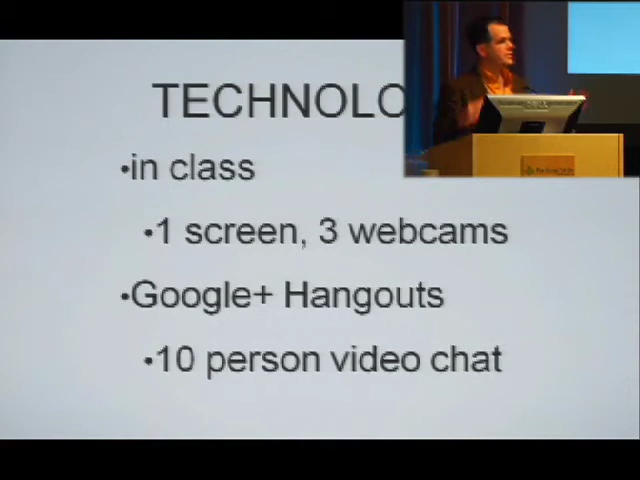 TECHNOLO
•in class
•1 screen, 3 webcams
•Google+ Hangouts
•10 person video chat